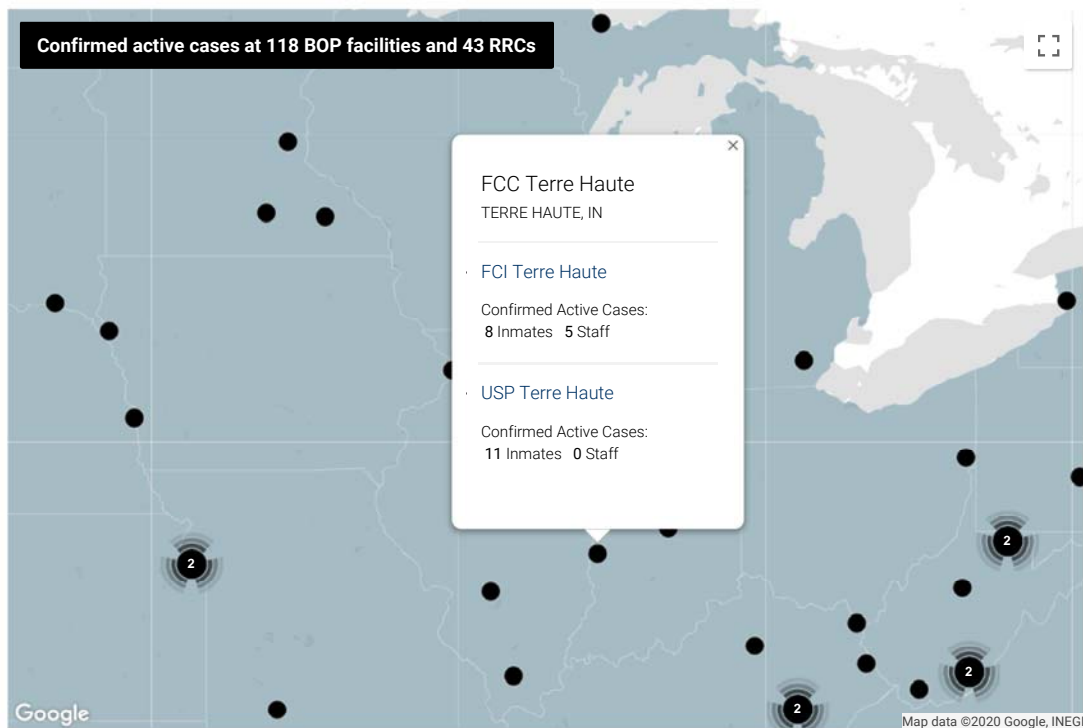 Confirmed active cases at 118 BOP facilities and 43 RRCs
FCC Terre Haute
TERRE HAUTE, IN
FCI Terre Haute
Confirmed Active Cases:
8 Inmates 5 Staff
USP Terre Haute
Confirmed Active Cases:
11 Inmates 0 Staff
2
2
2
2
Google
Map data ©2020 Google, INEGI